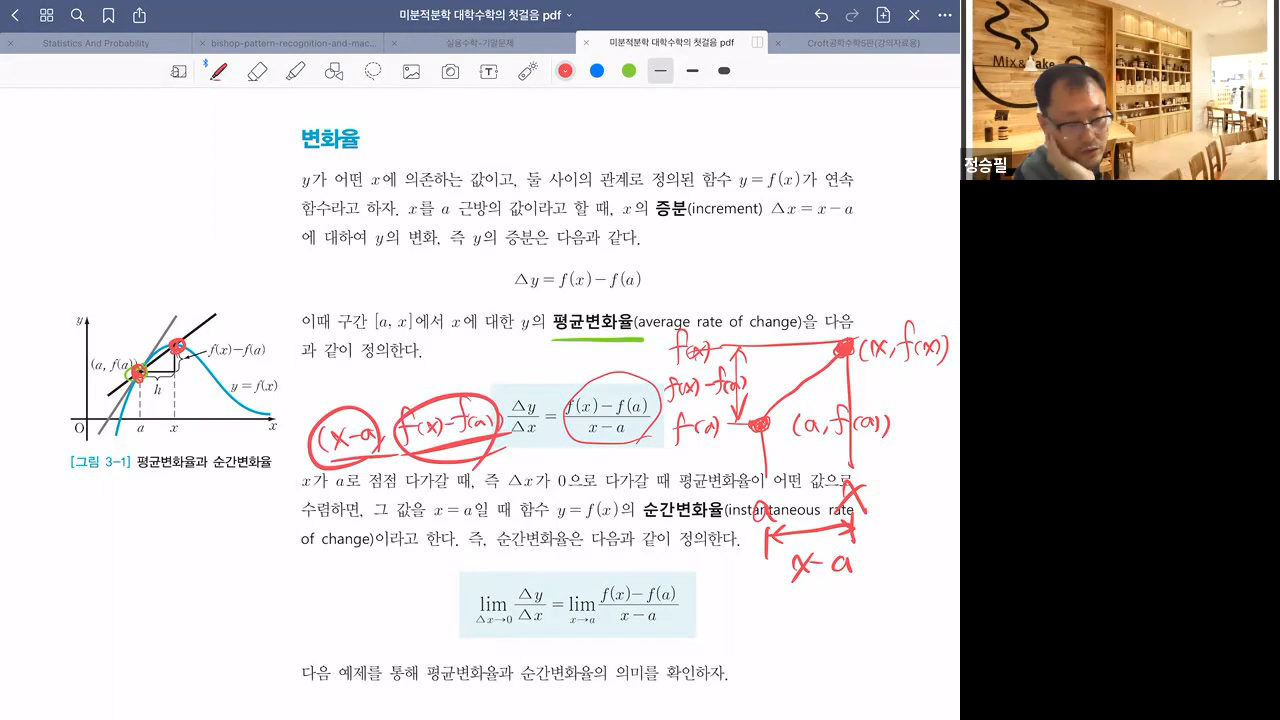 미분적분학 대학수학의 첫걸음 pdf
Statistics And Probability
bishop-pattern-recognition-and-mac...
실용수학-기말문제
미분적분학 대학수학의 첫걸음 pdf
Croft공학수학5판(강의자료용)
Mix&Bake
정승필
변화율
y가 어떤 x에 의존하는 값이고, 둘 사이의 관계로 정의된 함수 y=f(x)가 연속
함수라고 하자. x를 a 근방의 값이라고 할 때, x의 증분(increment) Δx=x-a
에 대하여 y의 변화, 즉 y의 증분은 다음과 같다.
Δy=f(x)-f(a)
이때 구간 [a, x]에서 x에 대한 y의 평균변화율(average rate of change)을 다음
과 같이 정의한다.
Δy/Δx = f(x)-f(a)/x-a
(x-a, f(x)-f(a))
f(x)
f(x)-f(a)
f(a)
(x, f(x))
(a, f(a))
a
x
x-a
y
(a, f(a))
f(x)-f(a)
h
y=f(x)
O
a
x
x
[그림 3-1] 평균변화율과 순간변화율
x가 a로 점점 다가갈 때, 즉 Δx가 0으로 다가갈 때 평균변화율이 어떤 값으로
수렴하면, 그 값을 x=a일 때 함수 y=f(x)의 순간변화율(instantaneous rate
of change)이라고 한다. 즉, 순간변화율은 다음과 같이 정의한다.
lim Δx→0 Δy/Δx = lim x→a f(x)-f(a)/x-a
다음 예제를 통해 평균변화율과 순간변화율의 의미를 확인하자.